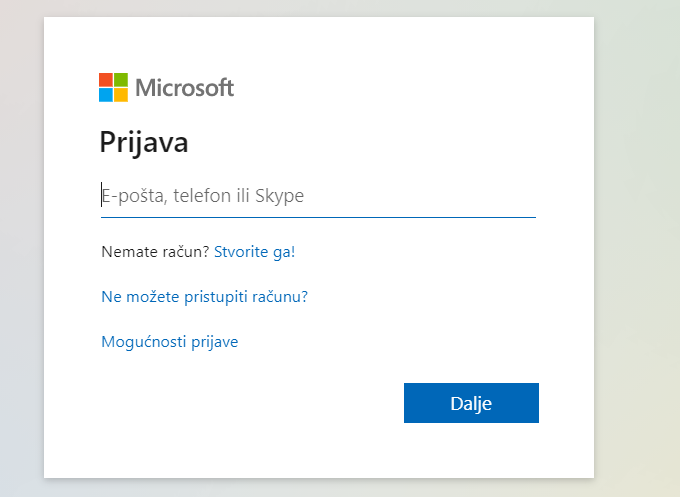 Microsoft
Prijava
E-pošta, telefon ili Skype
Nemate račun? Stvorite ga!
Ne možete pristupiti računu?
Mogućnosti prijave
Dalje